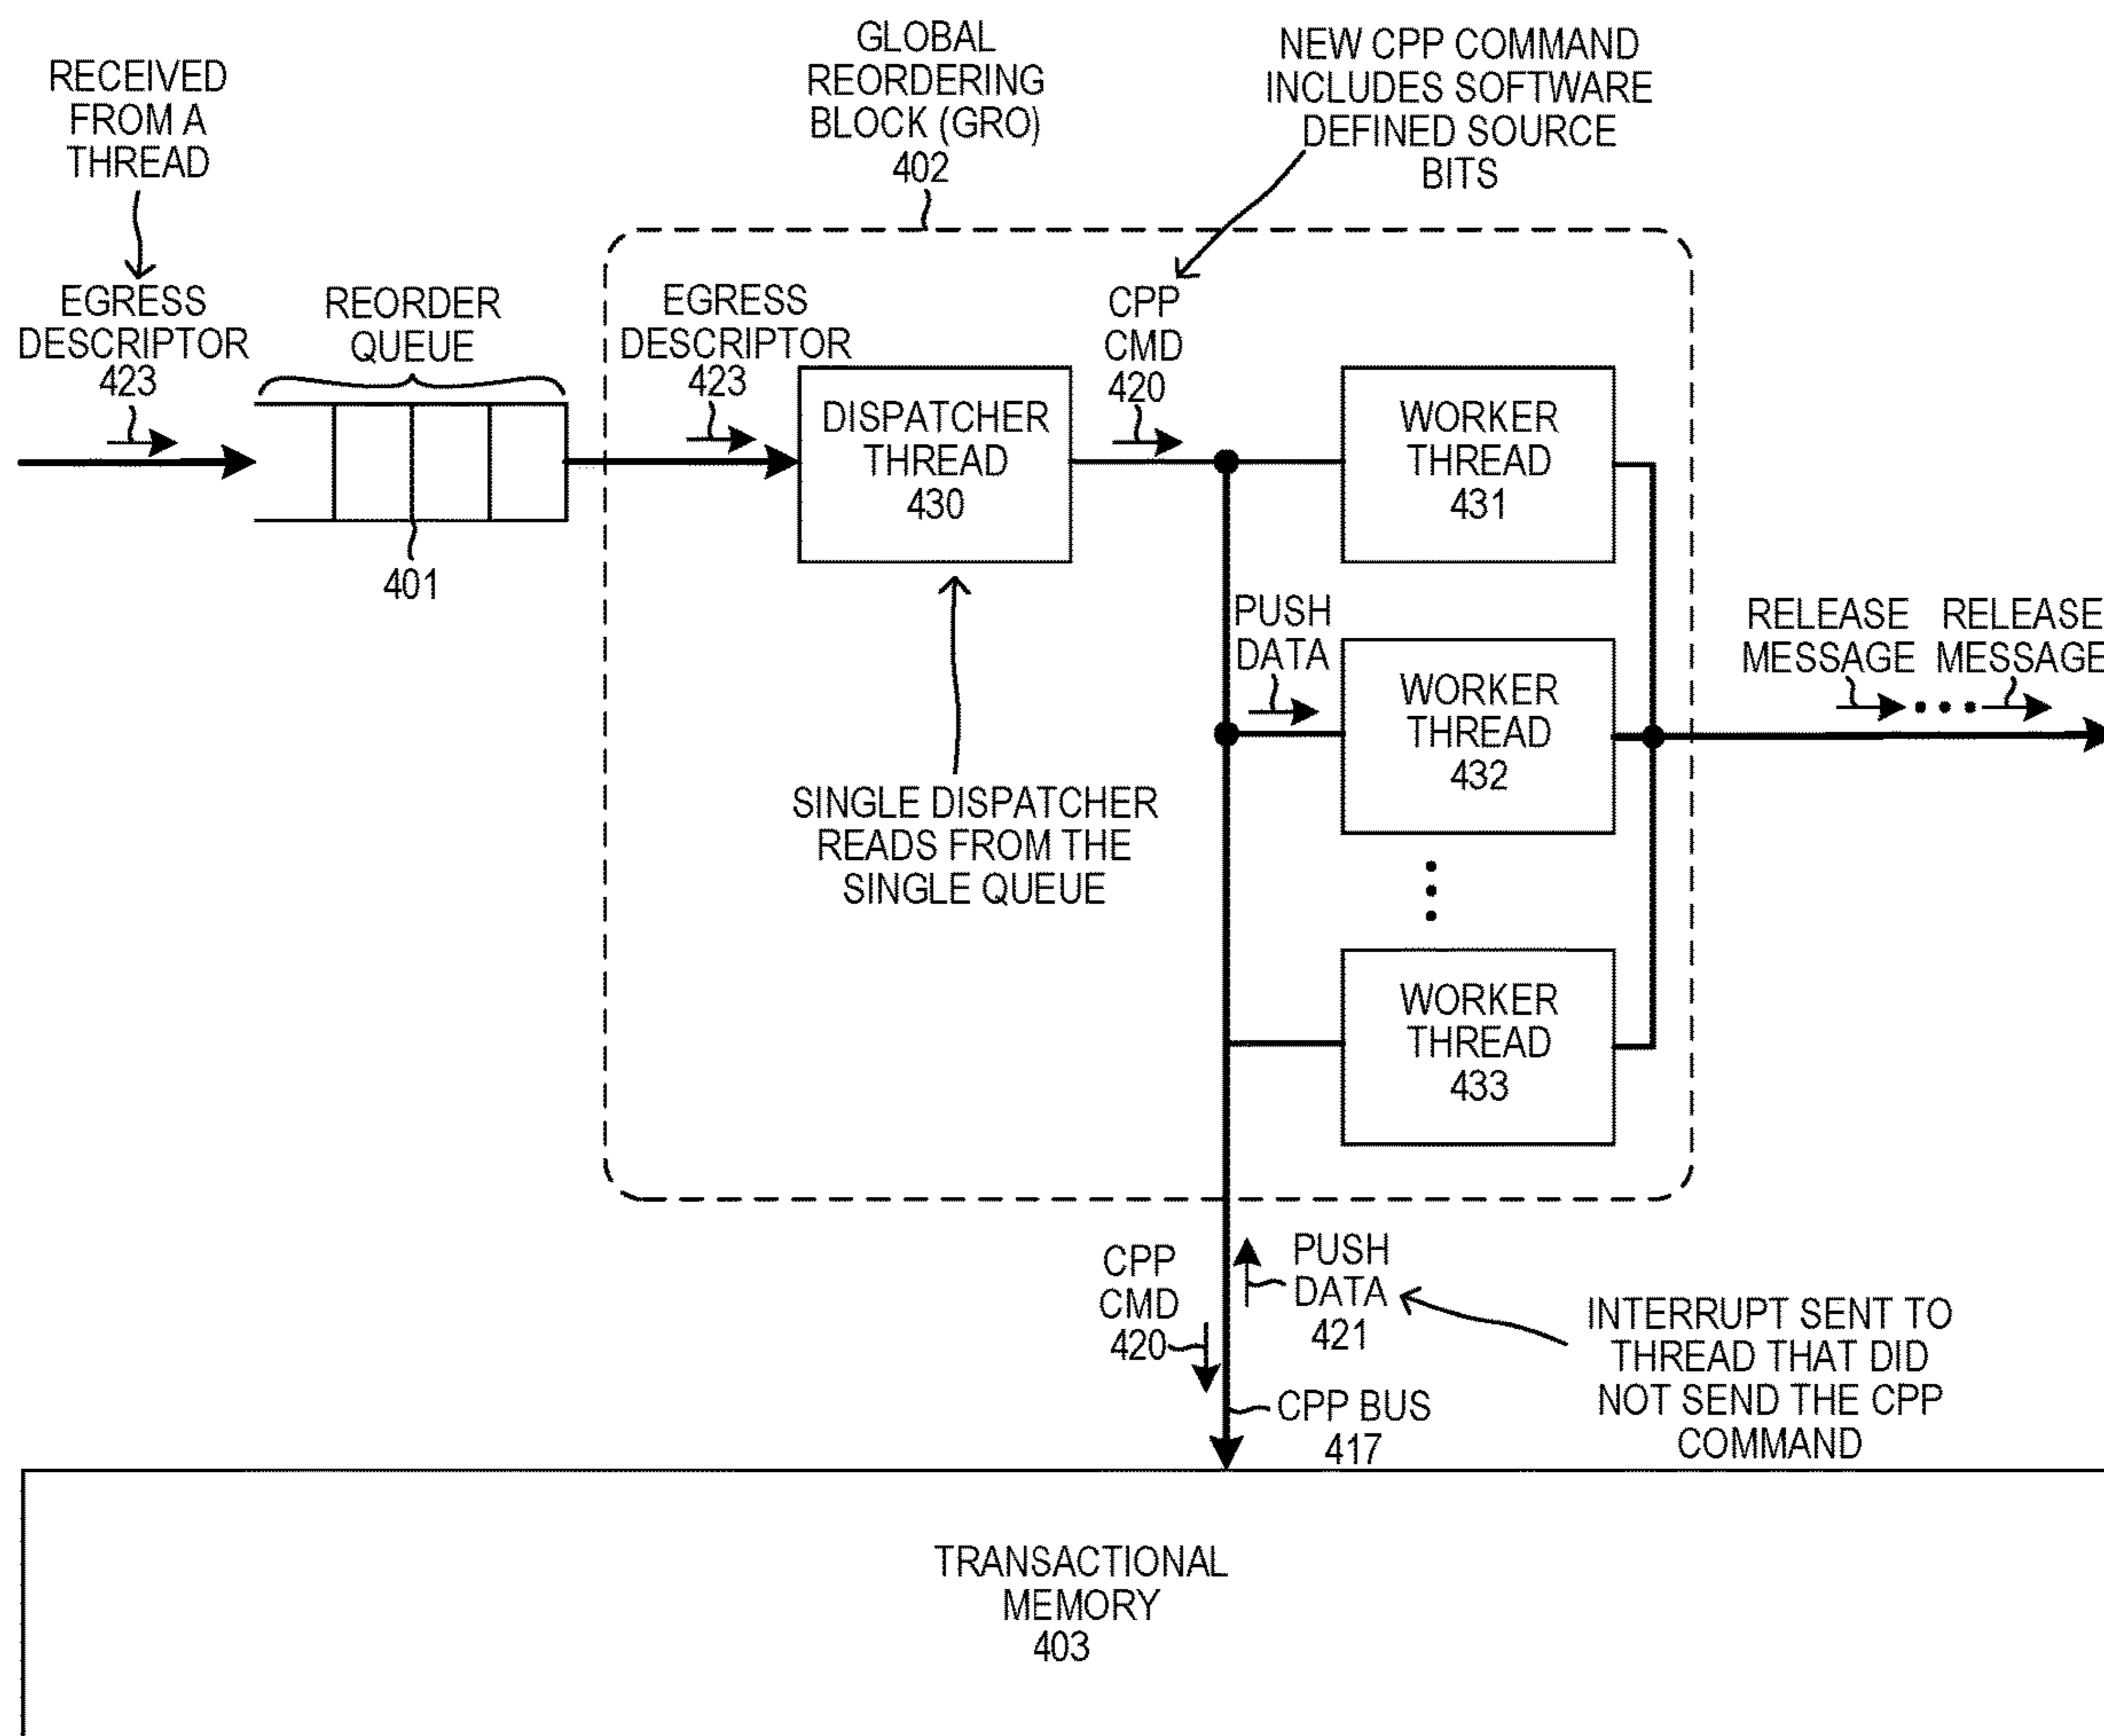 GLOBAL
REORDERING
BLOCK (GRO)
402
NEW CPP COMMAND
INCLUDES SOFTWARE
DEFINED SOURCE
BITS
RECEIVED
FROM A
THREAD
EGRESS
DESCRIPTOR
423
REORDER
QUEUE
401
EGRESS
DESCRIPTOR
423
CPP
CMD
420
DISPATCHER
THREAD
430
WORKER
THREAD
431
PUSH
DATA
WORKER
THREAD
432
RELEASE
MESSAGE
RELEASE
MESSAGE
SINGLE DISPATCHER
READS FROM THE
SINGLE QUEUE
WORKER
THREAD
433
CPP
CMD
420
PUSH
DATA
421
INTERRUPT SENT TO
THREAD THAT DID
NOT SEND THE CPP
COMMAND
CPP BUS
417
TRANSACTIONAL
MEMORY
403